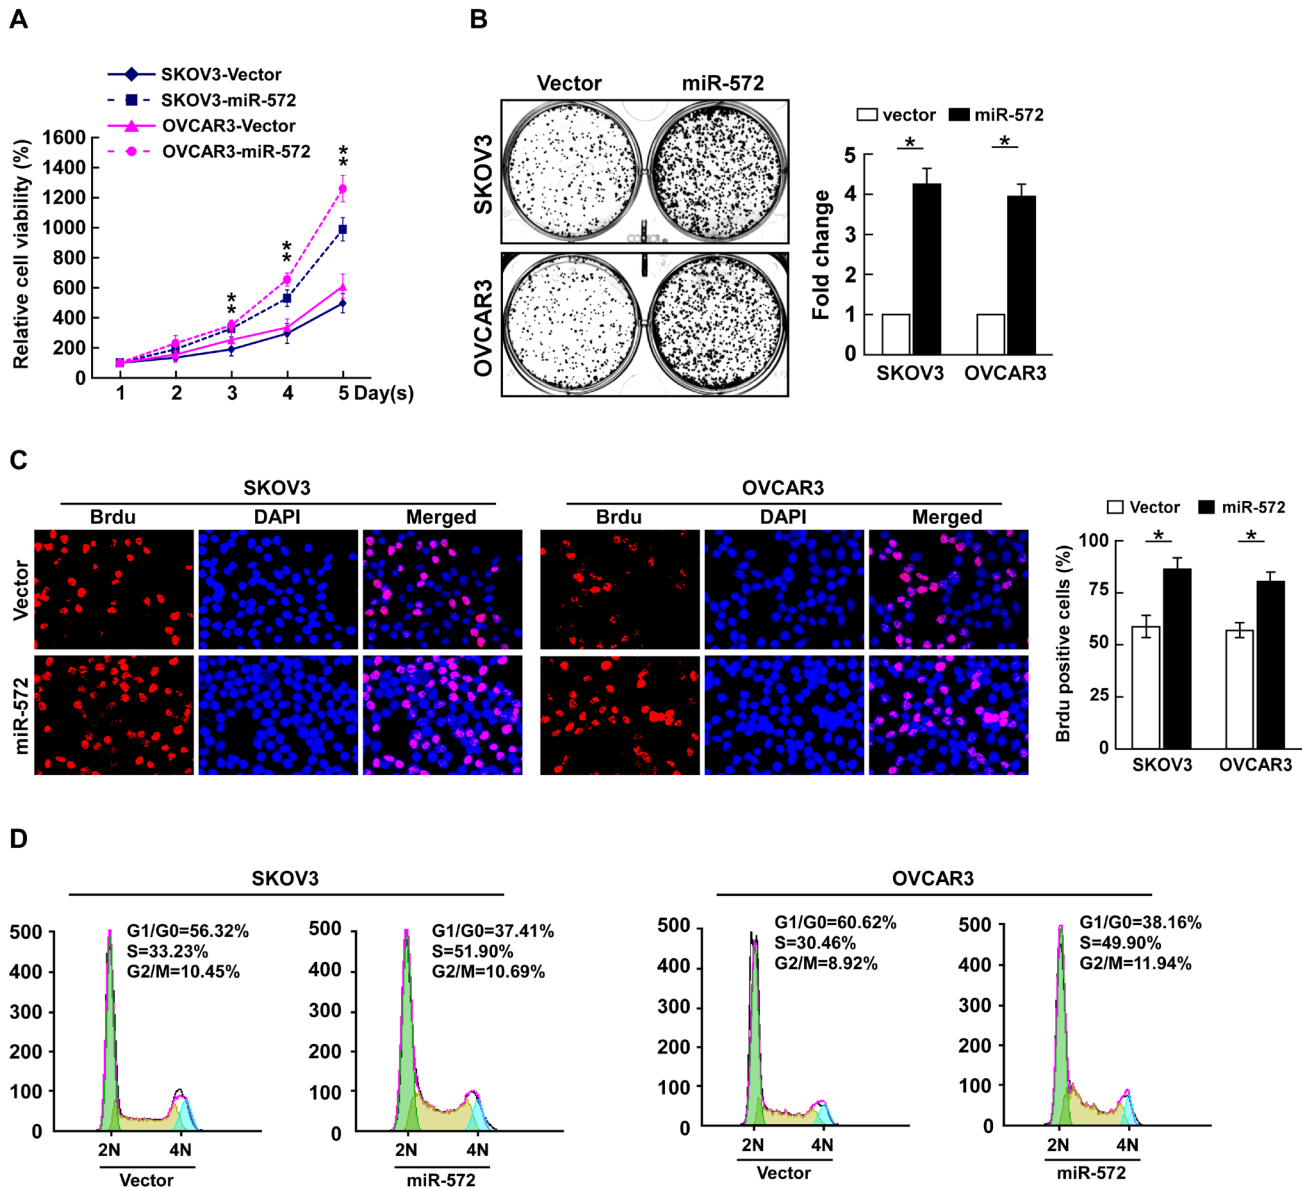 A
SKOV3-Vector
SKOV3-miR-572
OVCAR3-Vector
OVCAR3-miR-572
Relative cell viability (%)
1600
1400
1200
1000
800
600
400
200
0
1 2 3 4 5 Day(s)
* *
* *
* *
B
Vector miR-572
SKOV3
OVCAR3
vector miR-572
Fold change
5
4
3
2
1
0
* *
SKOV3 OVCAR3
C
SKOV3 OVCAR3
Brdu DAPI Merged Brdu DAPI Merged
Vector
miR-572
Vector miR-572
Brdu positive cells (%)
100
75
50
25
0
* *
SKOV3 OVCAR3
D
SKOV3
500
400
300
200
100
0
G1/G0=56.32%
S=33.23%
G2/M=10.45%
2N 4N
Vector
500
400
300
200
100
0
G1/G0=37.41%
S=51.90%
G2/M=10.69%
2N 4N
miR-572
OVCAR3
500
400
300
200
100
0
G1/G0=60.62%
S=30.46%
G2/M=8.92%
2N 4N
Vector
500
400
300
200
100
0
G1/G0=38.16%
S=49.90%
G2/M=11.94%
2N 4N
miR-572